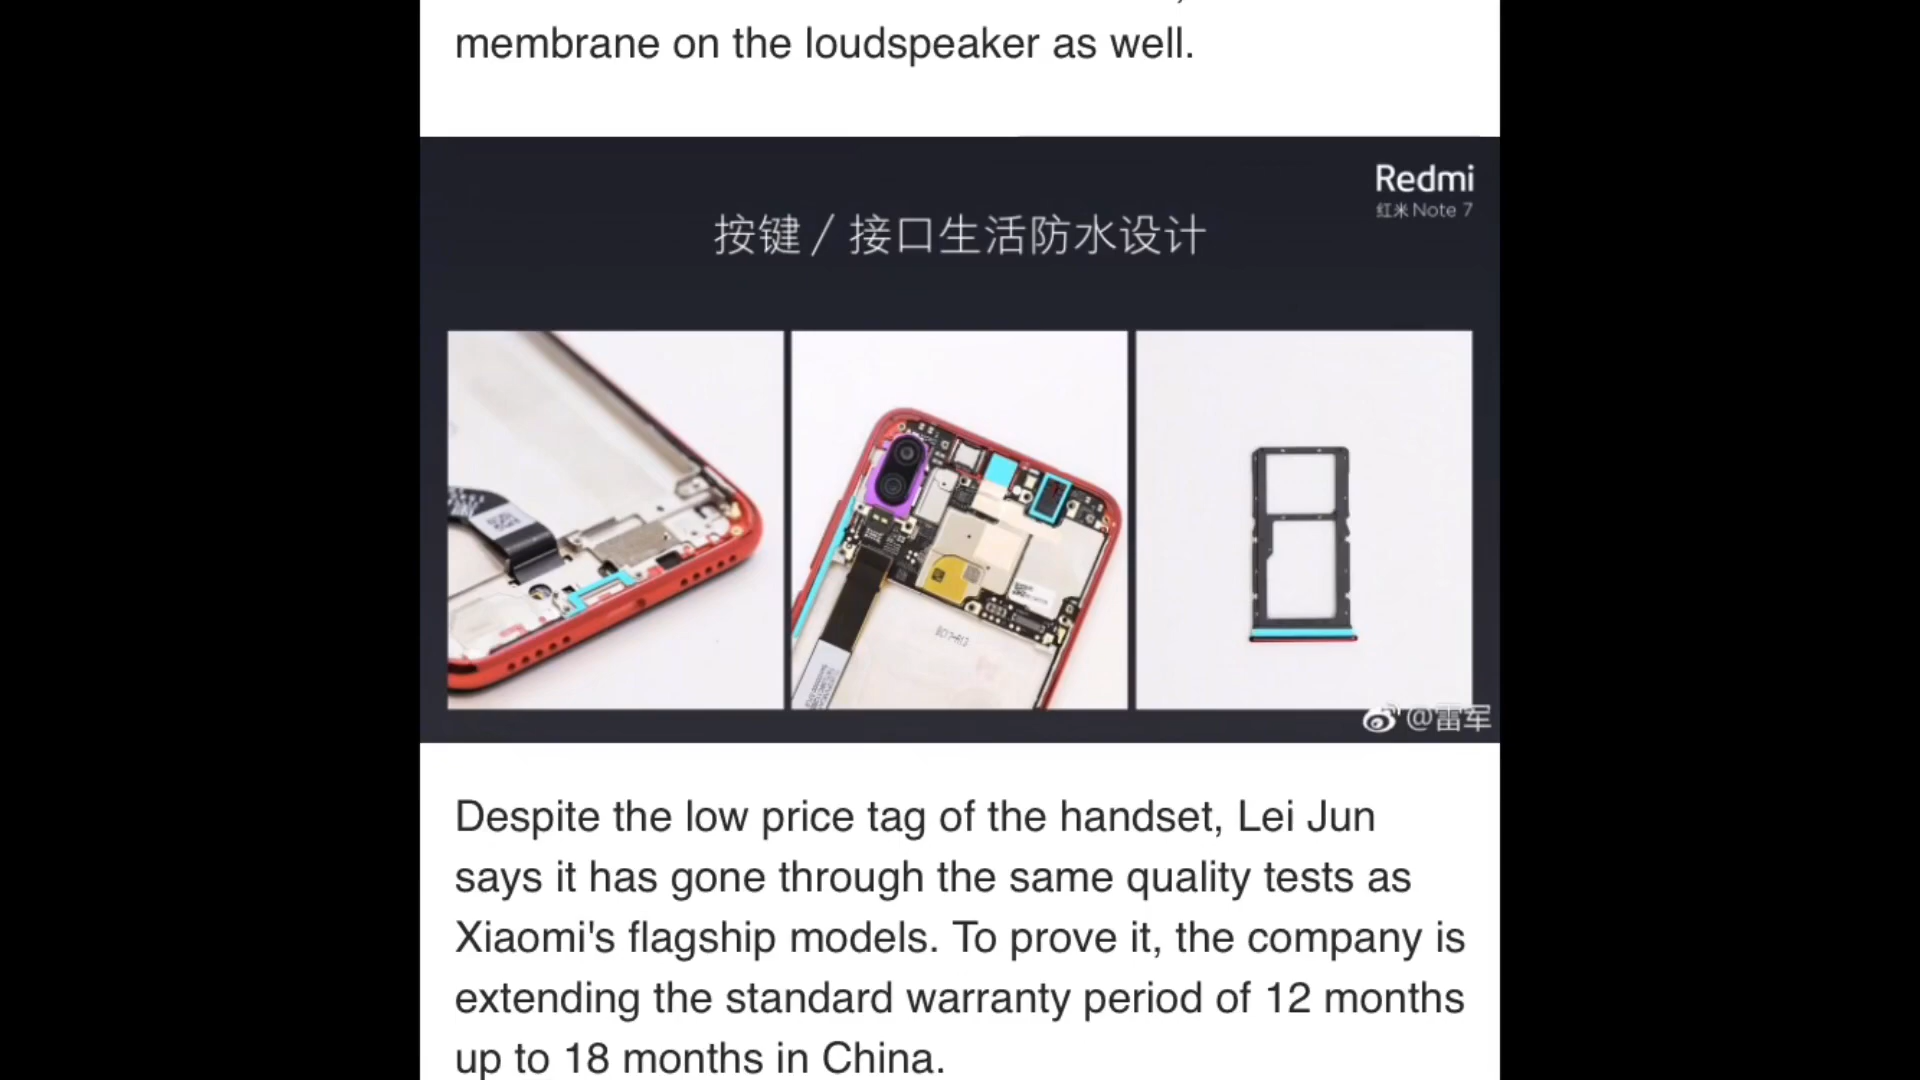 membrane on the loudspeaker as well.
Redmi
红米 Note 7
按键 / 接口生活防水设计
@雷军
Despite the low price tag of the handset, Lei Jun
says it has gone through the same quality tests as
Xiaomi's flagship models. To prove it, the company is
extending the standard warranty period of 12 months
up to 18 months in China.